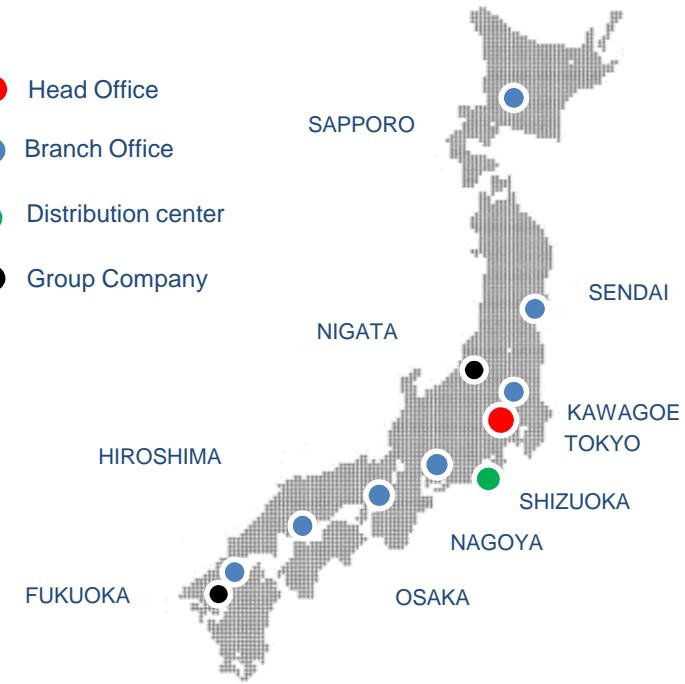 Head Office
SAPPORO
Branch Office
Distribution center
Group Company
SENDAI
NIGATA
KAWAGOE
TOKYO
HIROSHIMA
SHIZUOKA
NAGOYA
FUKUOKA
OSAKA